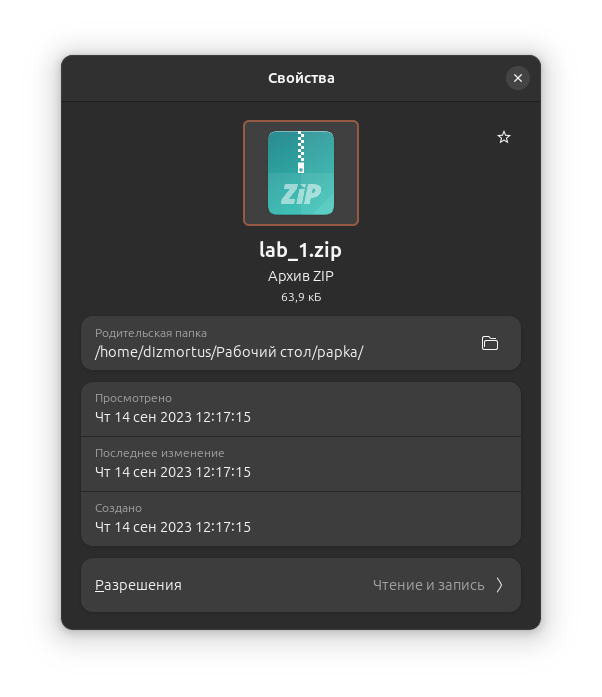 Свойства
ZiP
lab_1.zip
Архив ZIP
63,9 кБ
Родительская папка
/home/dizmortus/Рабочий стол/papka/
Просмотрено
Чт 14 сен 2023 12:17:15
Последнее изменение
Чт 14 сен 2023 12:17:15
Создано
Чт 14 сен 2023 12:17:15
Разрешения Чтение и запись